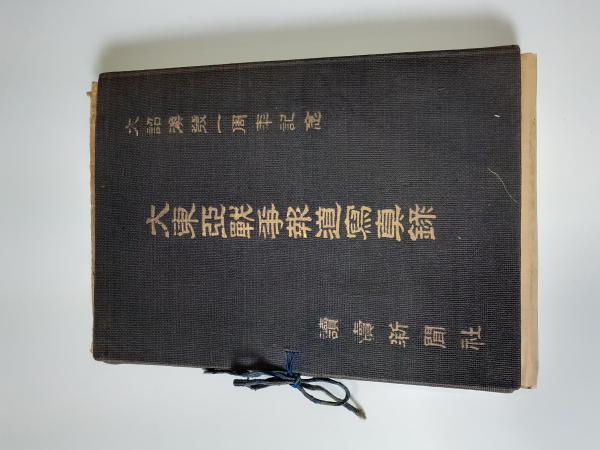 大詔渙發一周年記念
大東亞戰爭報道寫眞錄
讀賣新聞社